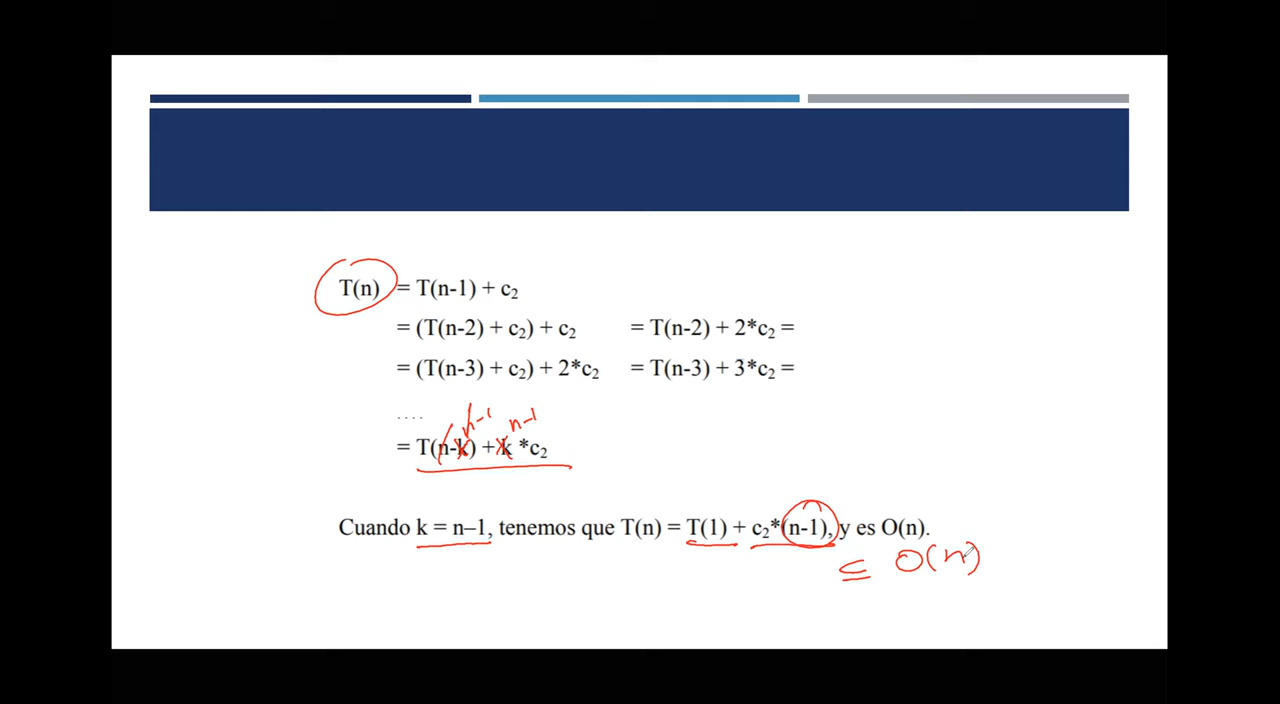 T(n) = T(n-1) + c₂
= (T(n-2) + c₂) + c₂ = T(n-2) + 2*c₂ =
= (T(n-3) + c₂) + 2*c₂ = T(n-3) + 3*c₂ =
....
n-1 n-1
= T(n-k) + k *c₂
Cuando k = n–1, tenemos que T(n) = T(1) + c₂*(n-1), y es O(n).
⊆ O(n)